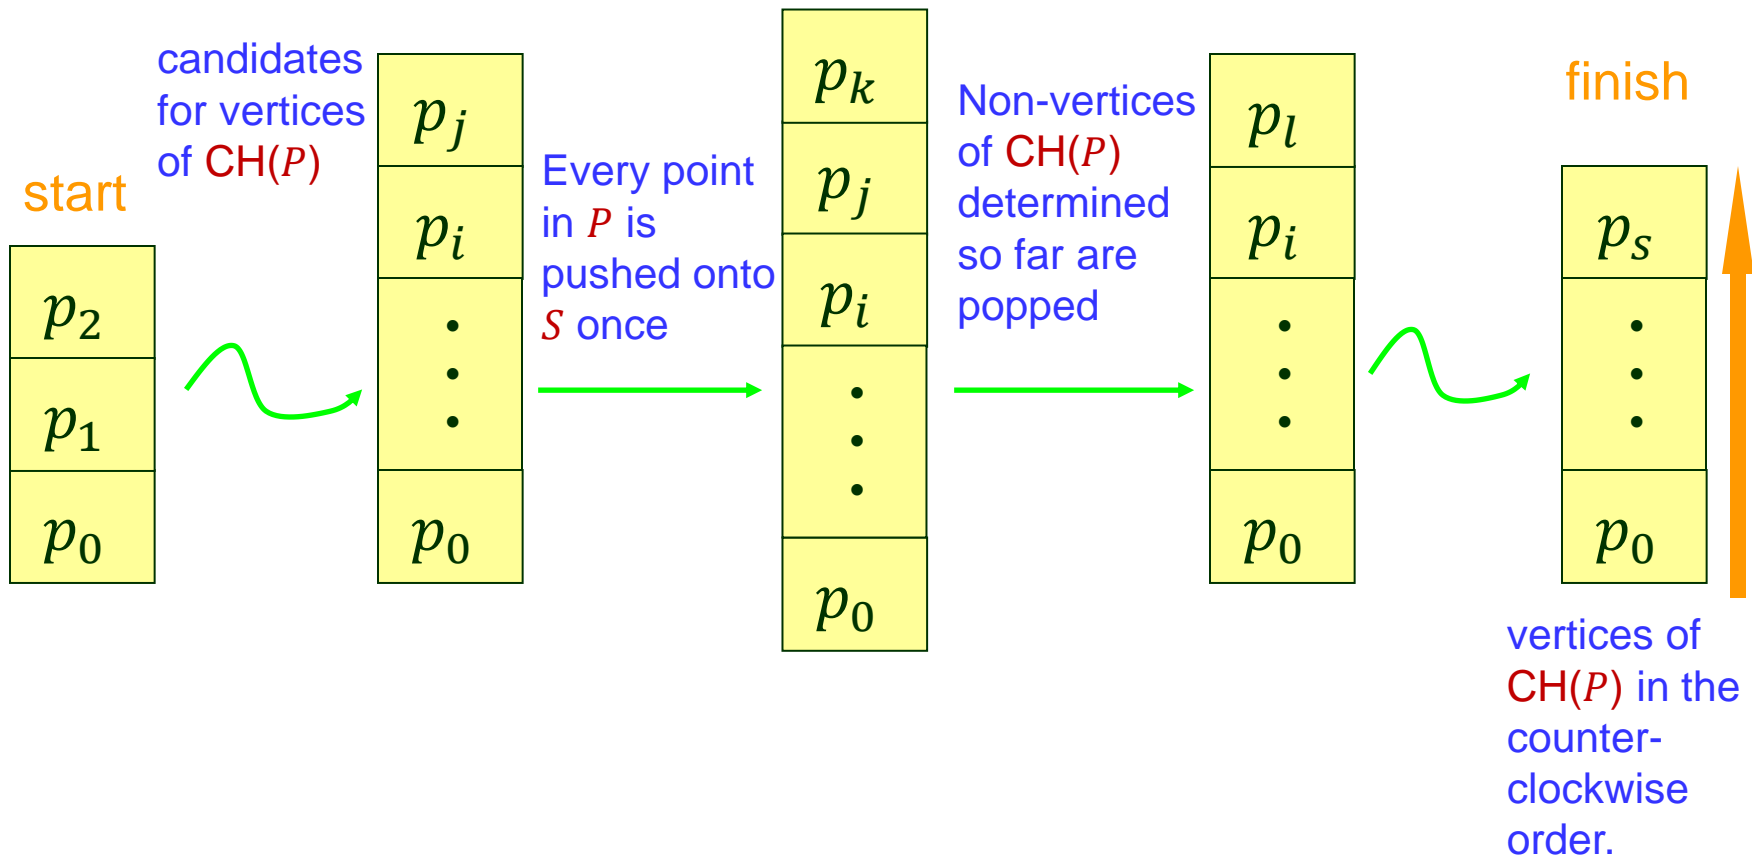 start
p₂
p₁
p₀
candidates
for vertices
of CH(P)
pⱼ
pᵢ
p₀
Every point
in P is
pushed onto
S once
pₖ
pⱼ
pᵢ
p₀
Non-vertices
of CH(P)
determined
so far are
popped
pₗ
pᵢ
p₀
finish
pₛ
p₀
vertices of
CH(P) in the
counter-
clockwise
order.